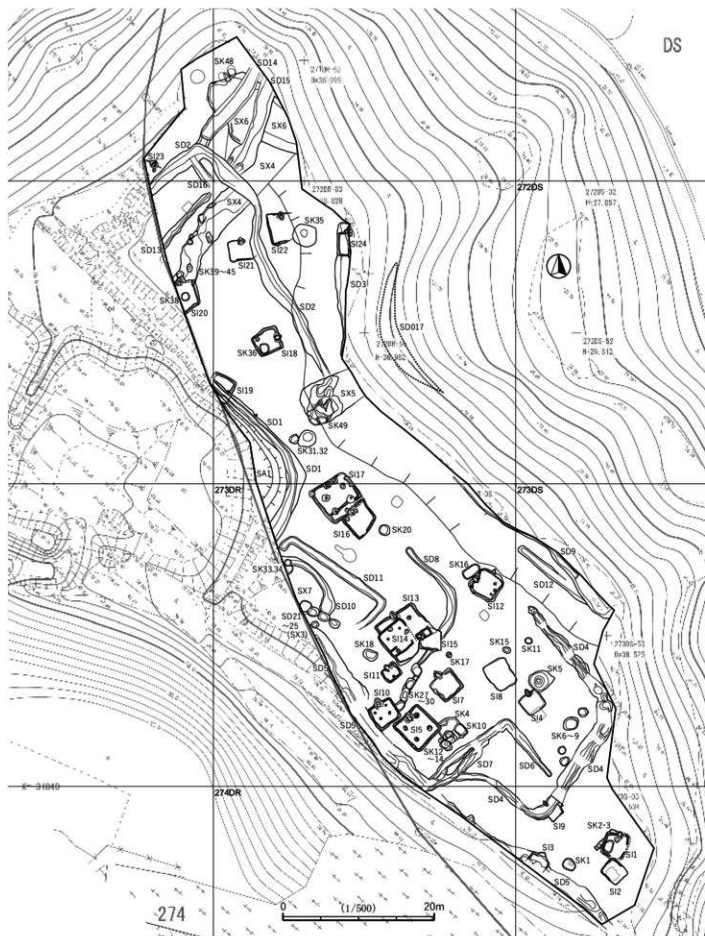 DS
SK48
SD14
SD15
SX6
SX6
SD2
SX4
SI23
SD16
SX4
272DS
SK35
SI24
SI22
SI21
SD13
SK39～45
SD2
SD3
SK38
SI20
SD017
SK36
SI18
SI19
SX5
SK49
SD1
SK31,32
SA1
SD1
SI17
273DR
273DS
SI16
SK20
SD8
SD9
SK16
SK33,34
SD11
SD12
SI12
SX7
SD10
SI13
SD21
～25
(SX3)
SI14
SI15
SK15
SK11
SD4
SK18
SK17
SK5
SD5
SI11
SI7
SI8
SI4
SK27
～30
SI10
SD5
SI5
SK4
SK10
SK6～9
SK12
～14
SD7
SD6
SD4
274DR
SD4
SI9
SK2・3
SI3
SK1
SI1
SI2
SD5
274
0
(1/500)
20m